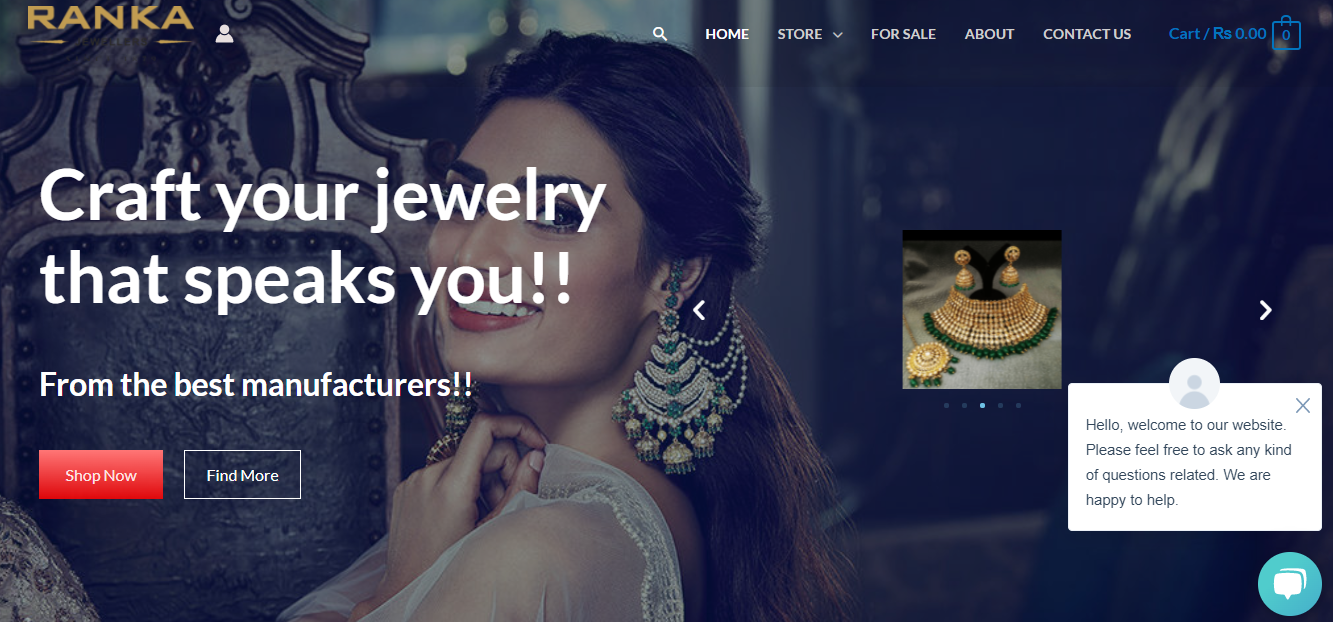 RANKA
HOME
STORE
FOR SALE
ABOUT
CONTACT US
Cart / ₨ 0.00
0
Craft your jewelry
that speaks you!!
From the best manufacturers!!
Shop Now
Find More
Hello, welcome to our website.
Please feel free to ask any kind
of questions related. We are
happy to help.